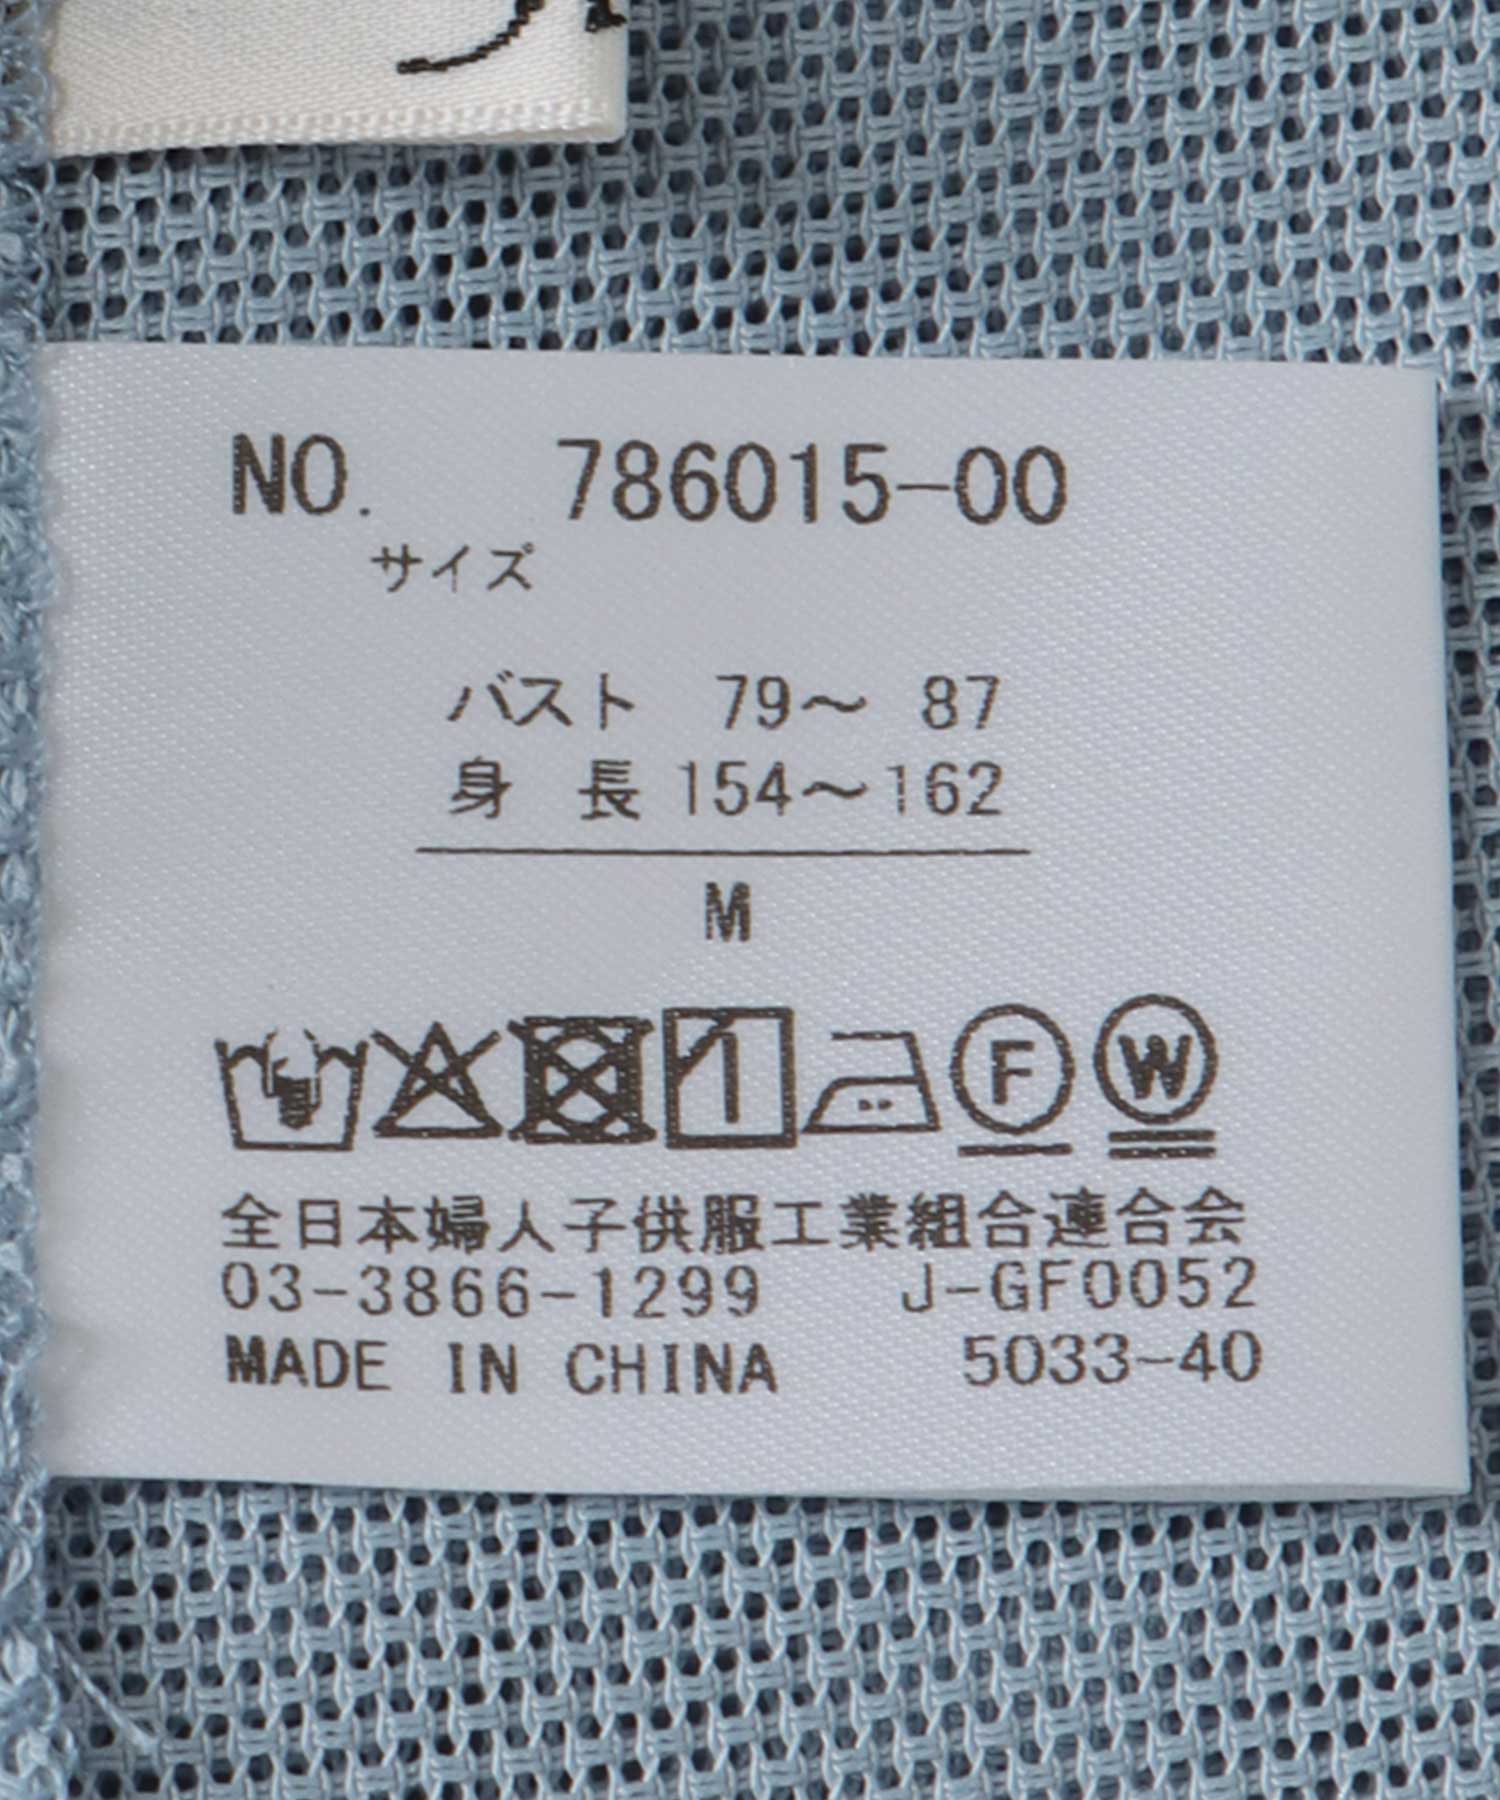 NO. 786015-00
サイズ
バスト 79～ 87
身 長 154～162
M
F W
全日本婦人子供服工業組合連合会
03-3866-1299 J-GF0052
MADE IN CHINA 5033-40